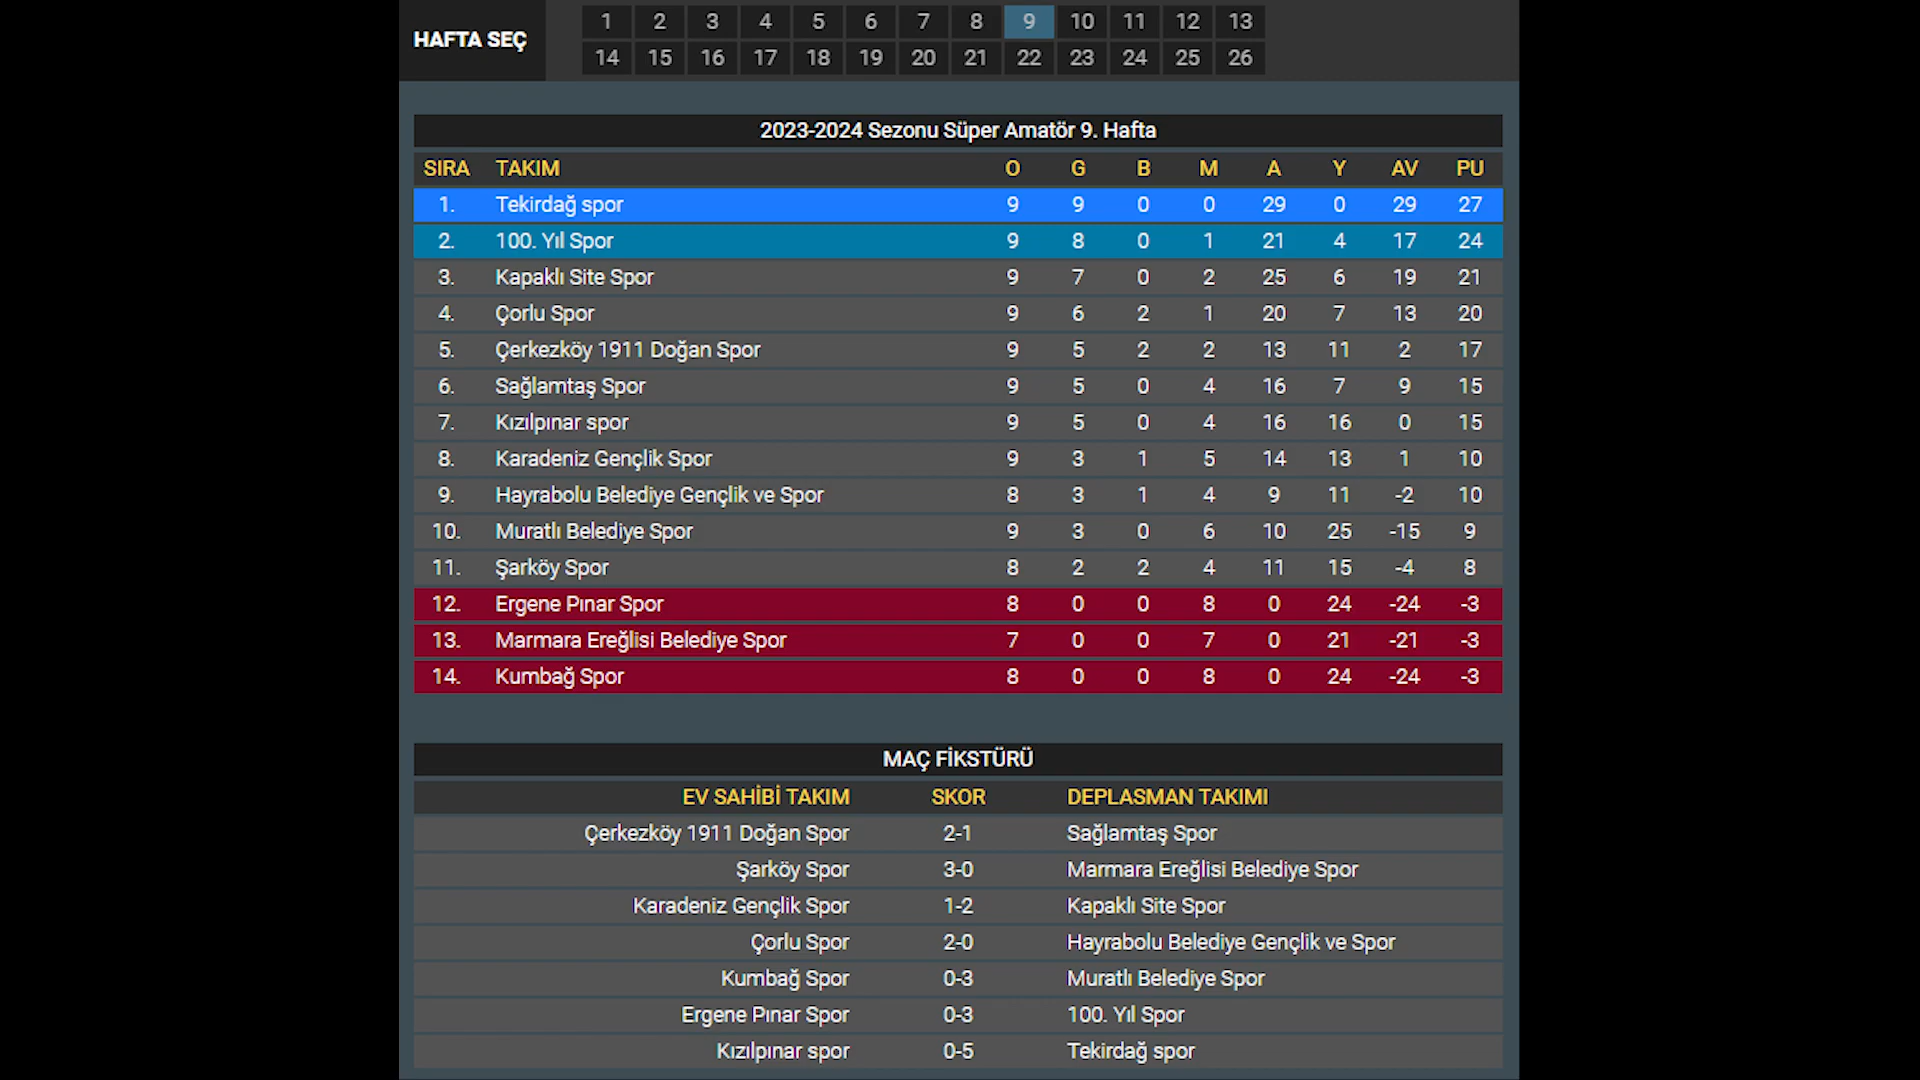 HAFTA SEÇ
1 2 3 4 5 6 7 8 9 10 11 12 13
14 15 16 17 18 19 20 21 22 23 24 25 26
2023-2024 Sezonu Süper Amatör 9. Hafta
SIRA TAKIM O G B M A Y AV PU
1. Tekirdağ spor 9 9 0 0 29 0 29 27
2. 100. Yıl Spor 9 8 0 1 21 4 17 24
3. Kapaklı Site Spor 9 7 0 2 25 6 19 21
4. Çorlu Spor 9 6 2 1 20 7 13 20
5. Çerkezköy 1911 Doğan Spor 9 5 2 2 13 11 2 17
6. Sağlamtaş Spor 9 5 0 4 16 7 9 15
7. Kızılpınar spor 9 5 0 4 16 16 0 15
8. Karadeniz Gençlik Spor 9 3 1 5 14 13 1 10
9. Hayrabolu Belediye Gençlik ve Spor 8 3 1 4 9 11 -2 10
10. Muratlı Belediye Spor 9 3 0 6 10 25 -15 9
11. Şarköy Spor 8 2 2 4 11 15 -4 8
12. Ergene Pınar Spor 8 0 0 8 0 24 -24 -3
13. Marmara Ereğlisi Belediye Spor 7 0 0 7 0 21 -21 -3
14. Kumbağ Spor 8 0 0 8 0 24 -24 -3
MAÇ FİKSTÜRÜ
EV SAHİBİ TAKIM SKOR DEPLASMAN TAKIMI
Çerkezköy 1911 Doğan Spor 2-1 Sağlamtaş Spor
Şarköy Spor 3-0 Marmara Ereğlisi Belediye Spor
Karadeniz Gençlik Spor 1-2 Kapaklı Site Spor
Çorlu Spor 2-0 Hayrabolu Belediye Gençlik ve Spor
Kumbağ Spor 0-3 Muratlı Belediye Spor
Ergene Pınar Spor 0-3 100. Yıl Spor
Kızılpınar spor 0-5 Tekirdağ spor